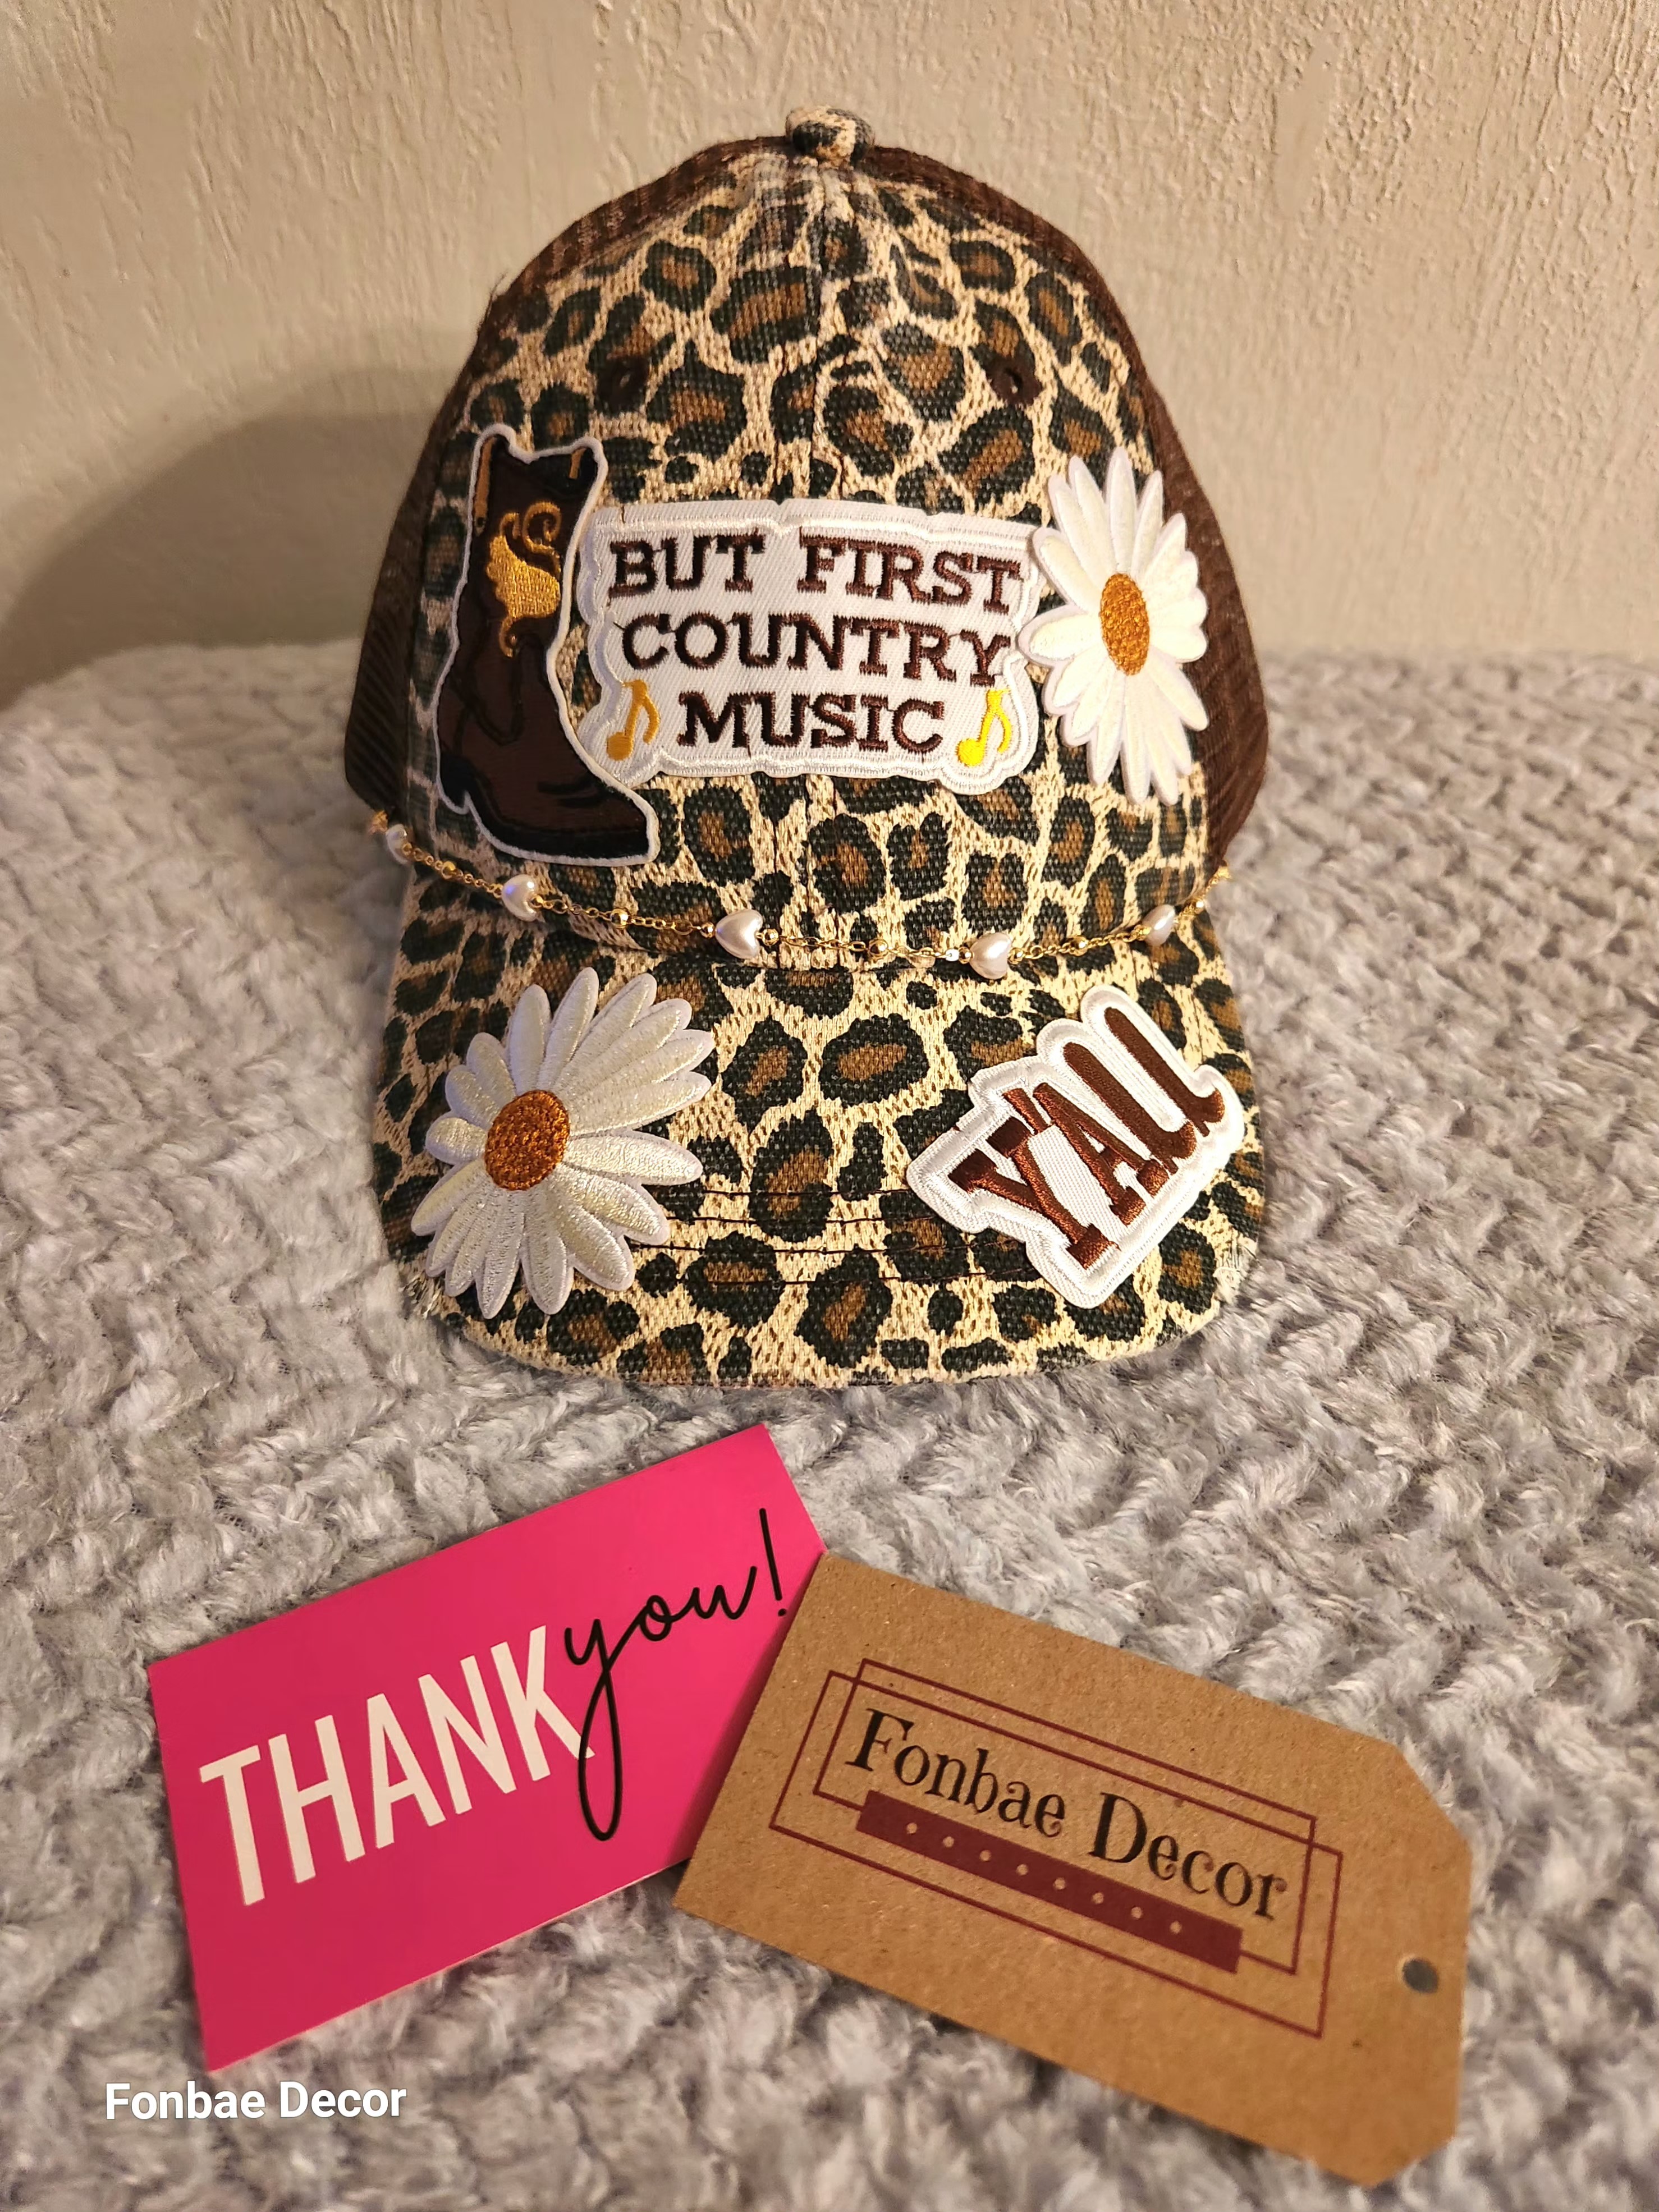 BUT FIRST
COUNTRY
MUSIC
Y'ALL
THANK you!
Fonbae Decor
Fonbae Decor